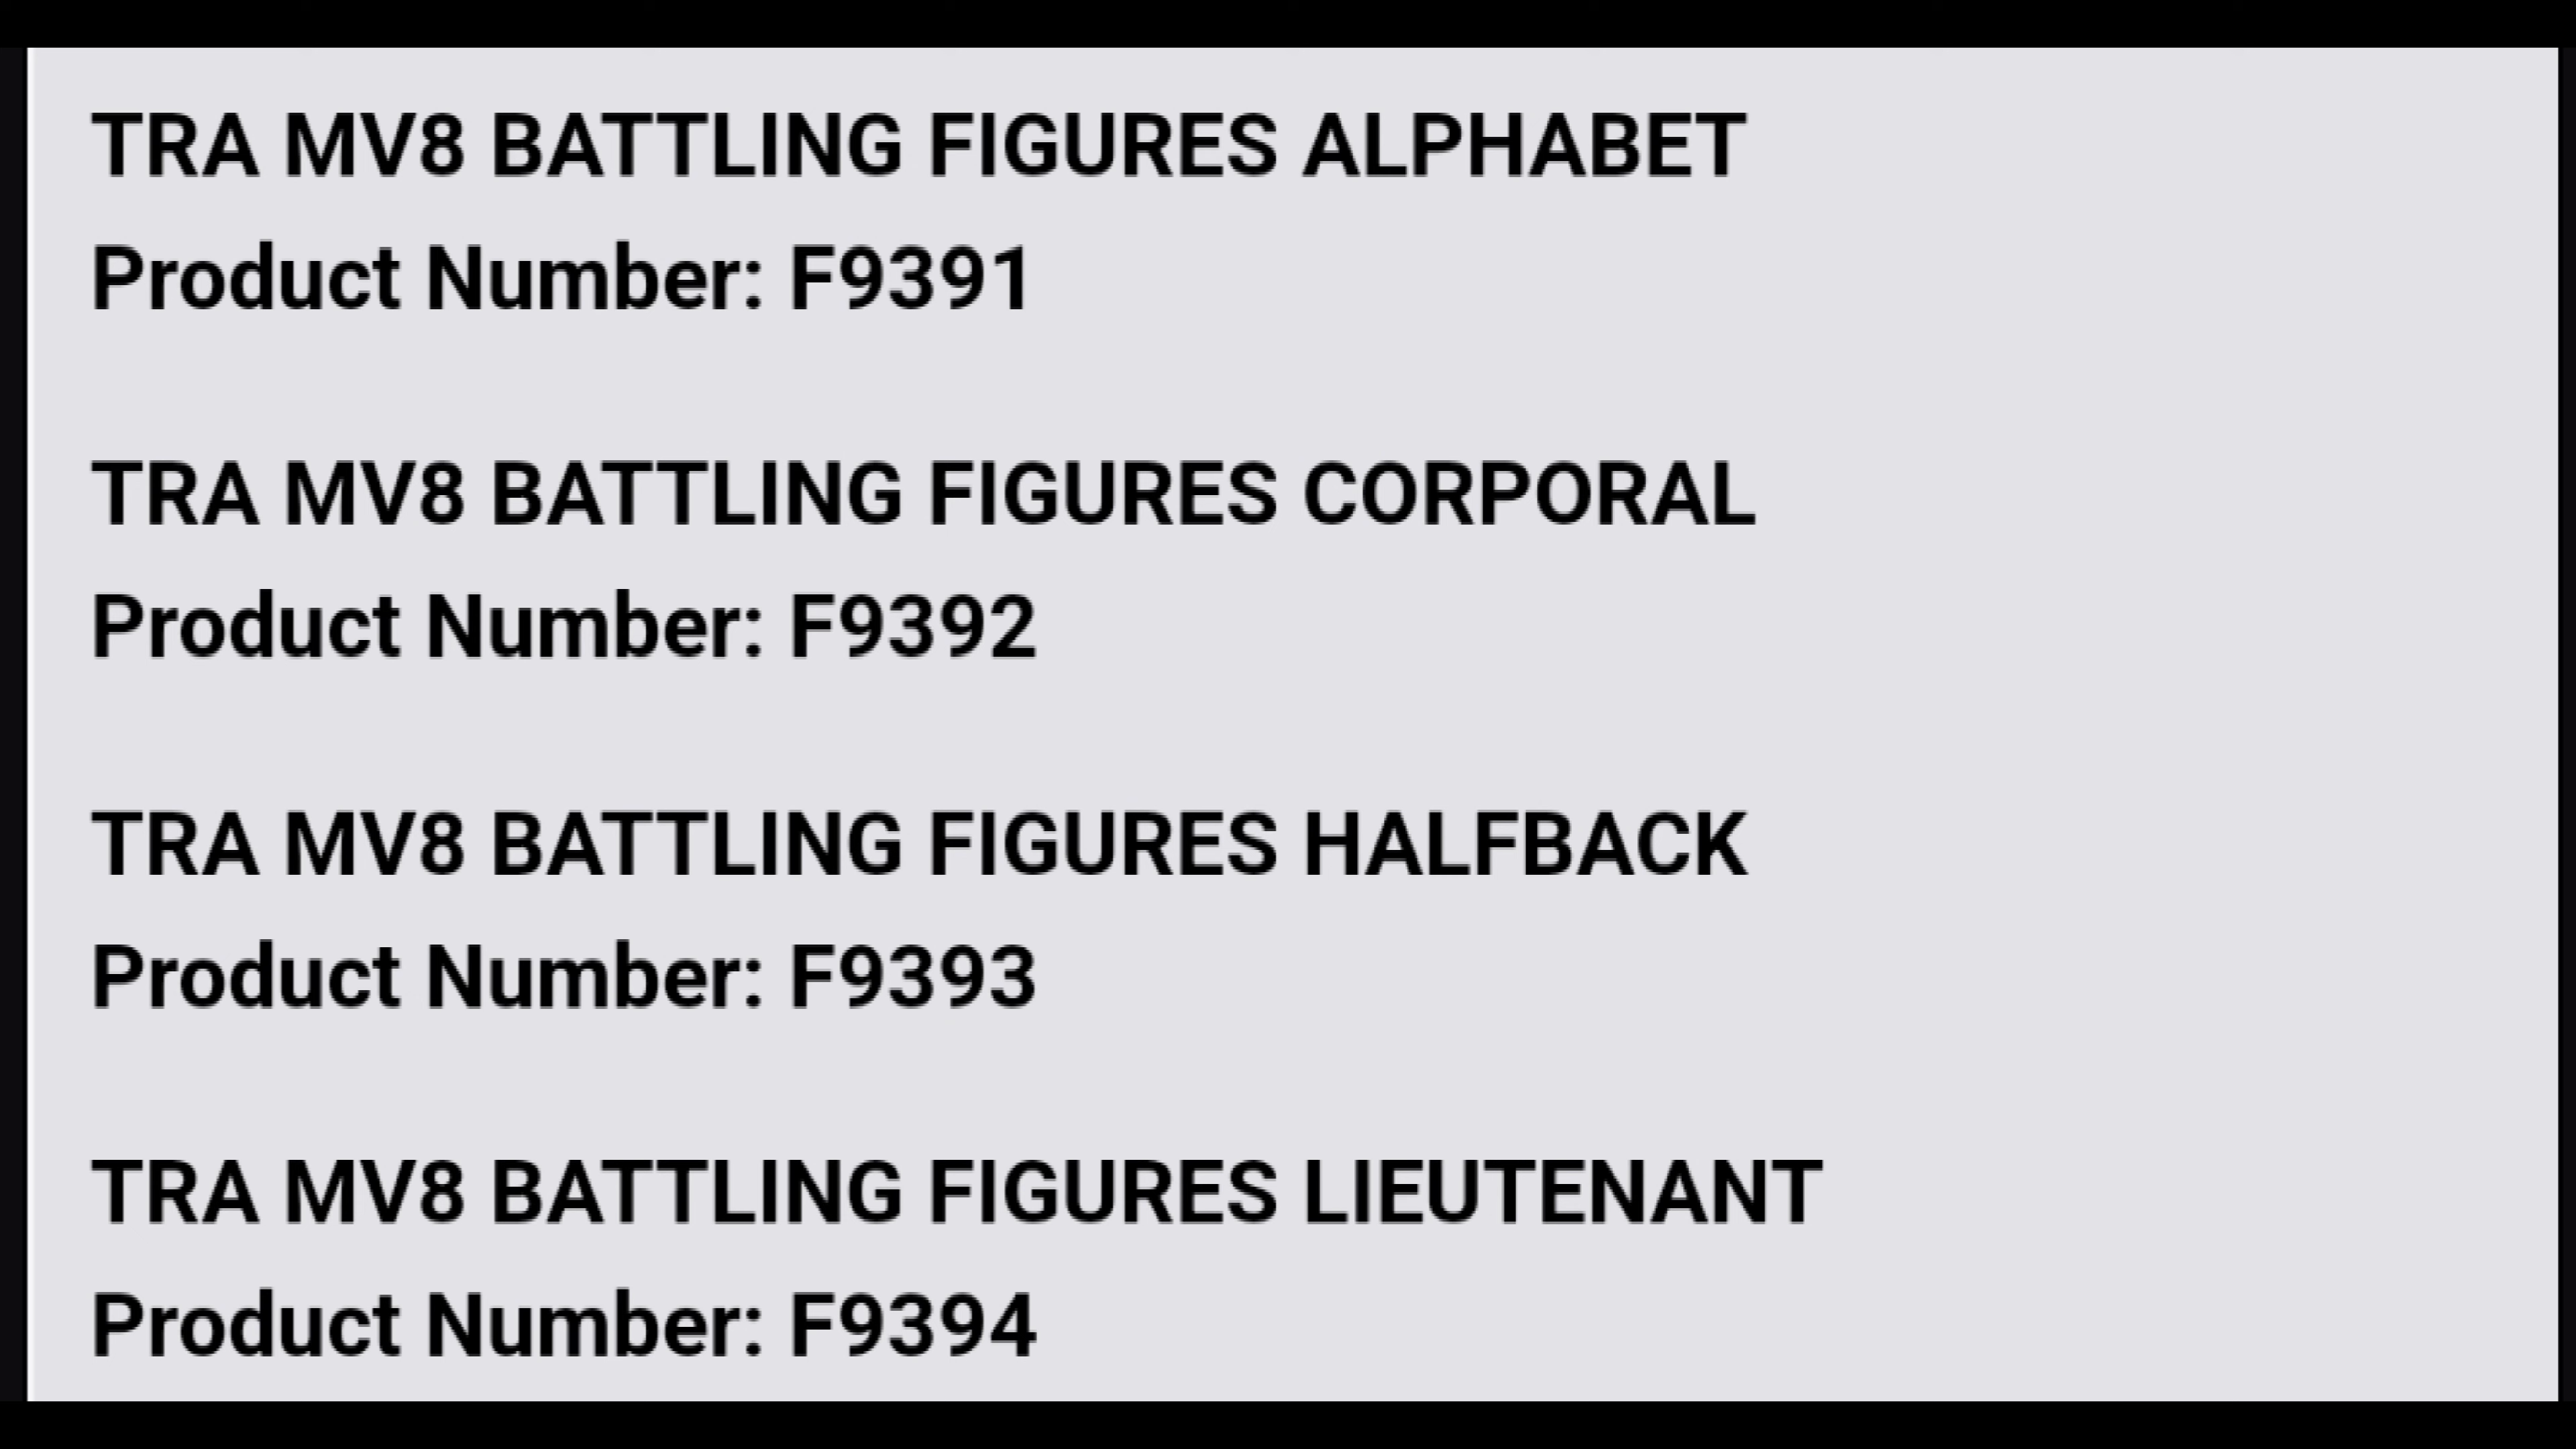 TRA MV8 BATTLING FIGURES ALPHABET
Product Number: F9391
TRA MV8 BATTLING FIGURES CORPORAL
Product Number: F9392
TRA MV8 BATTLING FIGURES HALFBACK
Product Number: F9393
TRA MV8 BATTLING FIGURES LIEUTENANT
Product Number: F9394